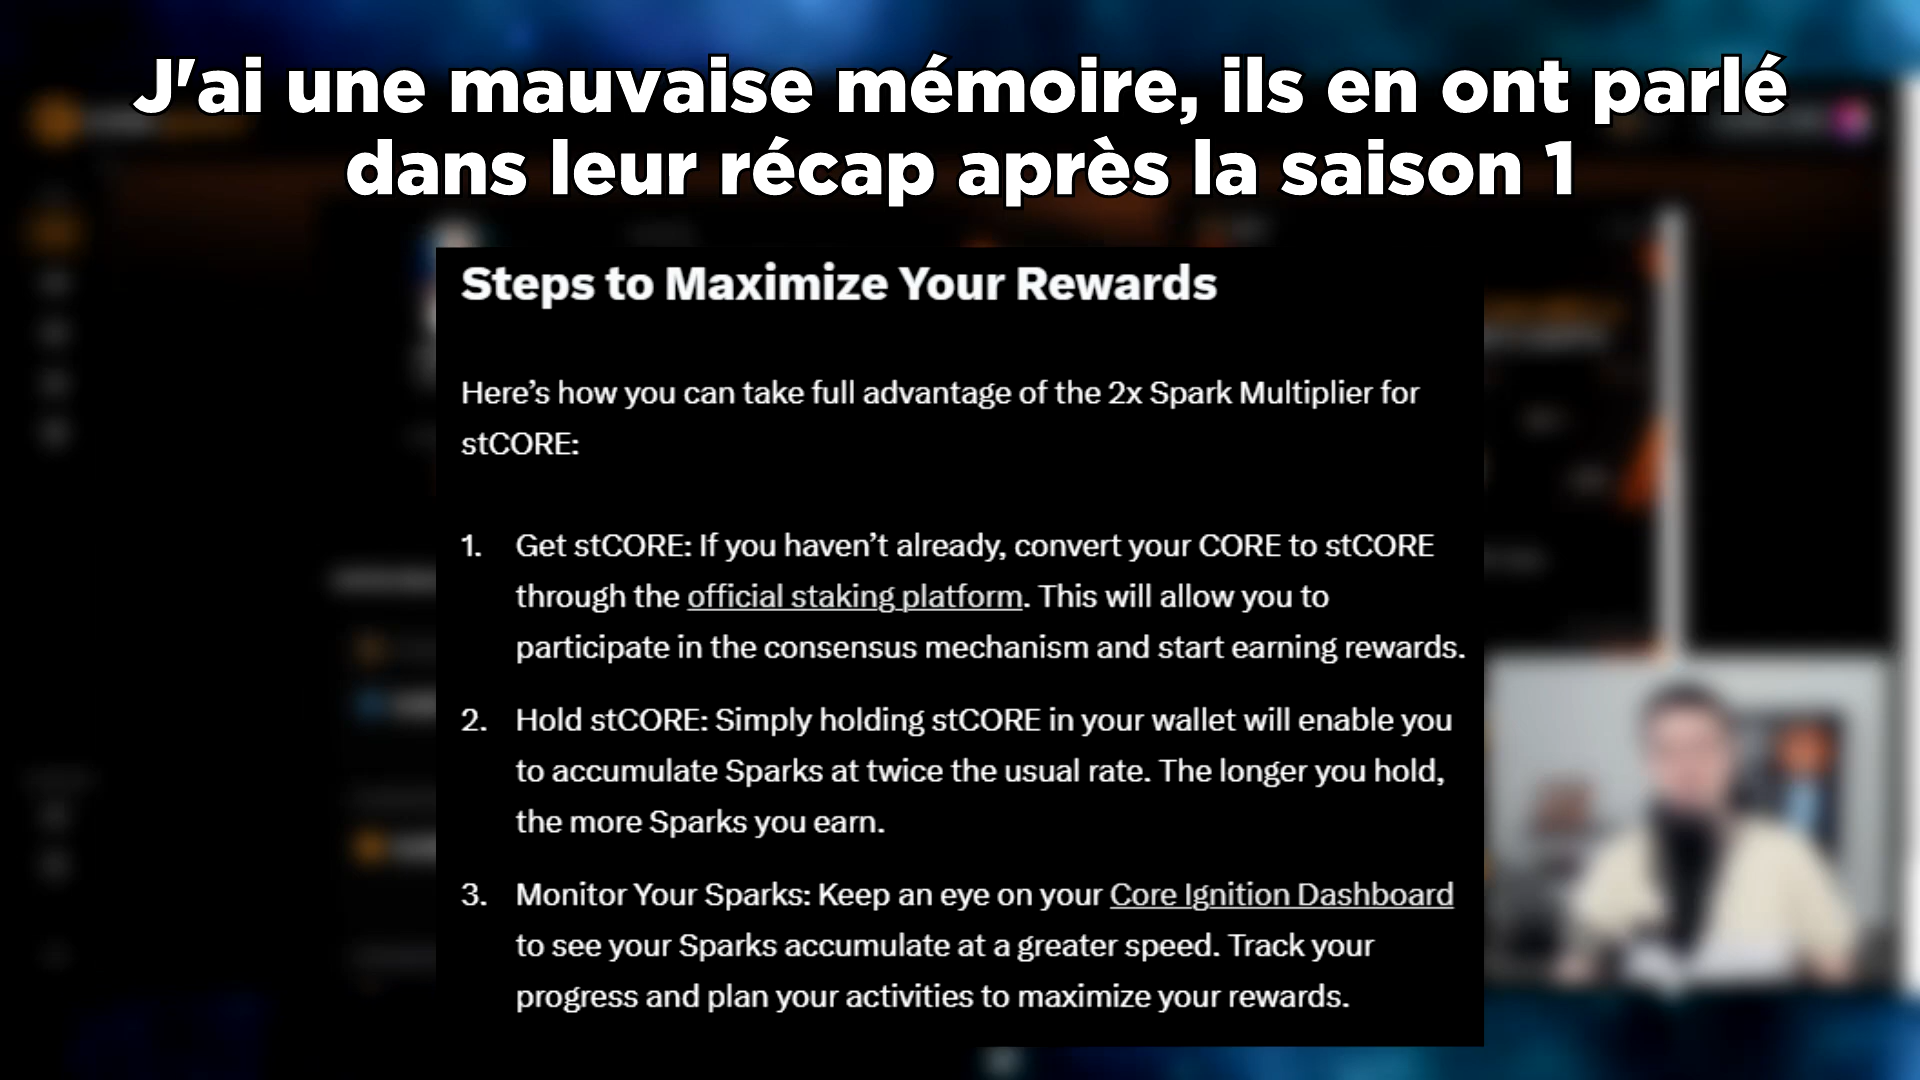 J'ai une mauvaise mémoire, ils en ont parlé
dans leur récap après la saison 1
Steps to Maximize Your Rewards
Here’s how you can take full advantage of the 2x Spark Multiplier for
stCORE:
1. Get stCORE: If you haven’t already, convert your CORE to stCORE
through the official staking platform. This will allow you to
participate in the consensus mechanism and start earning rewards.
2. Hold stCORE: Simply holding stCORE in your wallet will enable you
to accumulate Sparks at twice the usual rate. The longer you hold,
the more Sparks you earn.
3. Monitor Your Sparks: Keep an eye on your Core Ignition Dashboard
to see your Sparks accumulate at a greater speed. Track your
progress and plan your activities to maximize your rewards.